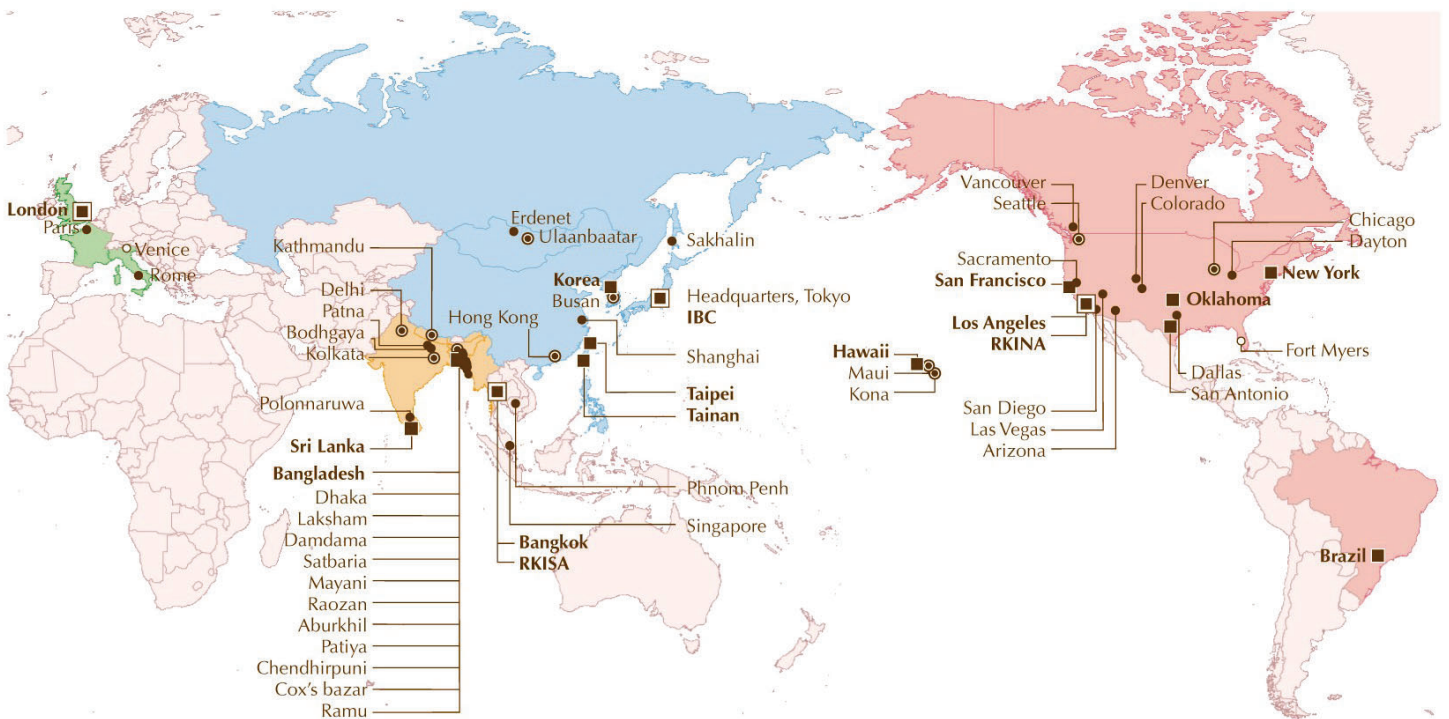 London
Paris
Venice
Rome
Kathmandu
Delhi
Patna
Bodhgaya
Kolkata
Polonnaruwa
Sri Lanka
Bangladesh
Dhaka
Laksham
Damdama
Satbaria
Mayani
Raozan
Aburkhil
Patiya
Chendhirpuni
Cox's bazar
Ramu
Erdenet
Ulaanbaatar
Sakhalin
Korea
Busan
Headquarters, Tokyo
IBC
Hong Kong
Shanghai
Taipei
Tainan
Phnom Penh
Singapore
Bangkok
RKISA
Hawaii
Maui
Kona
Vancouver
Seattle
Sacramento
San Francisco
Los Angeles
RKINA
San Diego
Las Vegas
Arizona
Denver
Colorado
Chicago
Dayton
New York
Oklahoma
Fort Myers
Dallas
San Antonio
Brazil